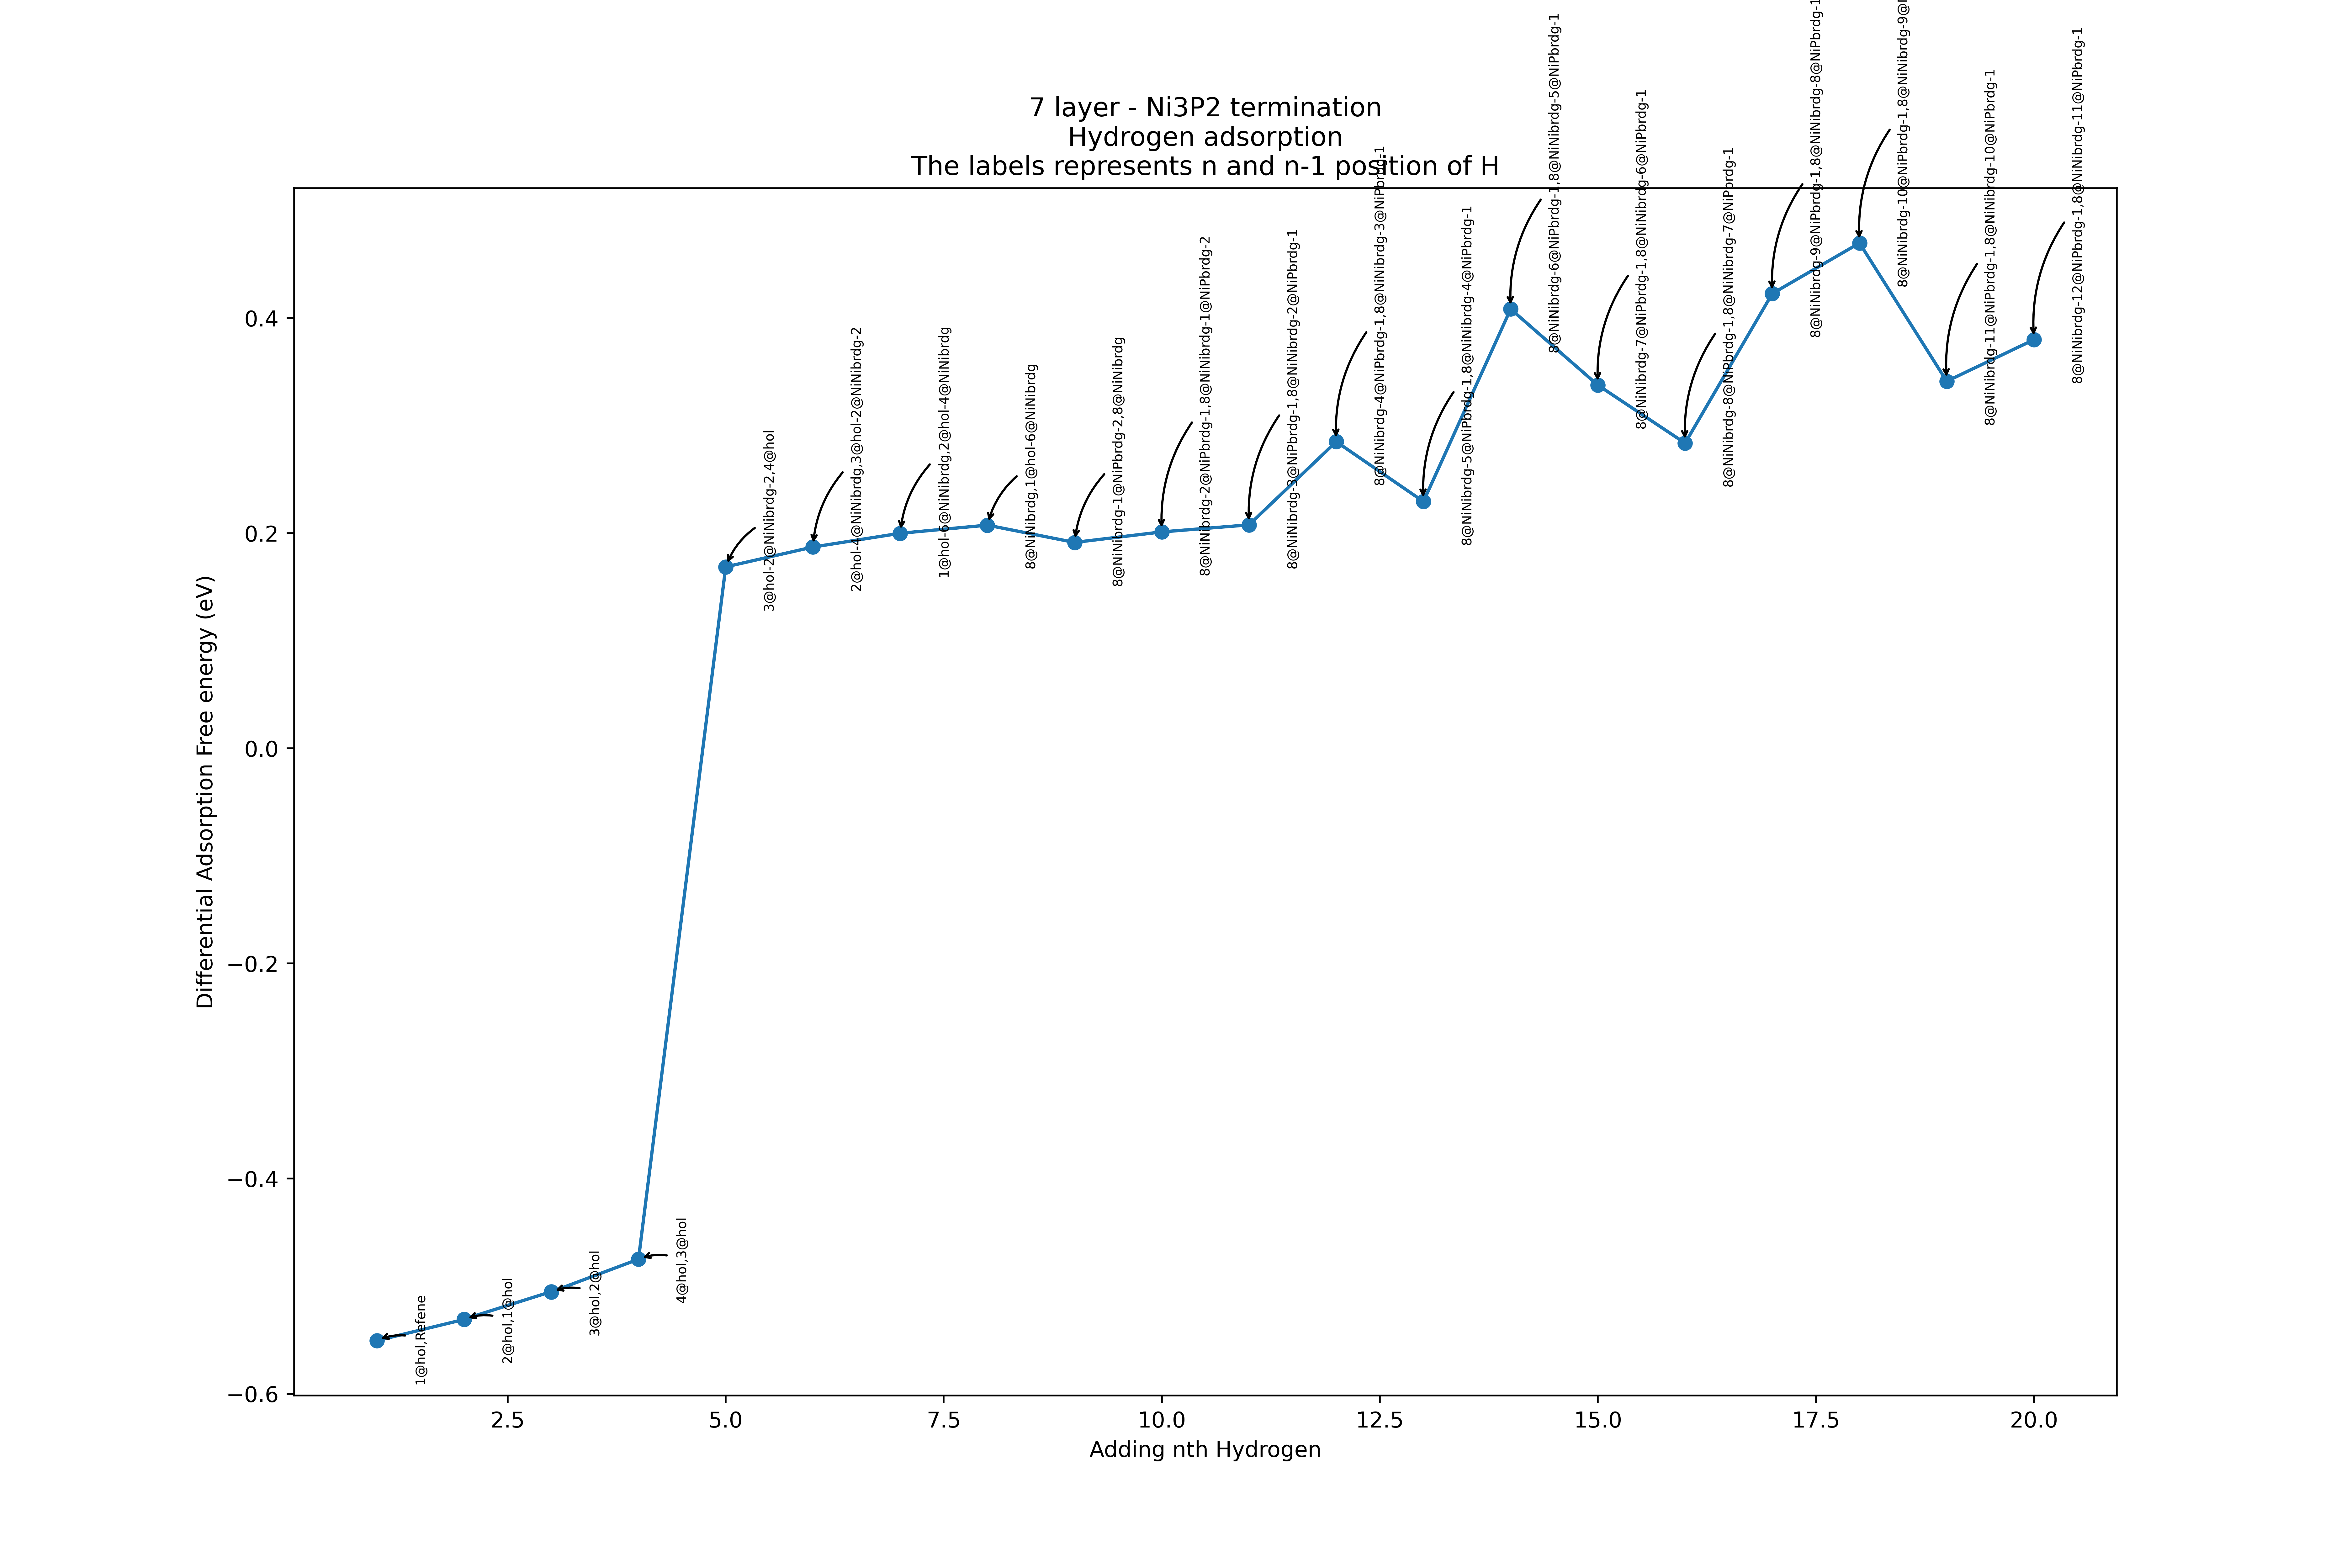 7 layer - Ni3P2 termination
Hydrogen adsorption
The labels represents n and n-1 position of H
Differential Adsorption Free energy (eV)
0.4
0.2
0.0
−0.2
−0.4
−0.6
1@hol,Refene
2@hol,1@hol
3@hol,2@hol
4@hol,3@hol
3@hol-2@NiNibrdg-2,4@hol
2@hol-4@NiNibrdg,3@hol-2@NiNibrdg-2
1@hol-6@NiNibrdg,2@hol-4@NiNibrdg
8@NiNibrdg,1@hol-6@NiNibrdg
8@NiNibrdg-1@NiPbrdg-2,8@NiNibrdg
8@NiNibrdg-2@NiPbrdg-1,8@NiNibrdg-1@NiPbrdg-2
8@NiNibrdg-3@NiPbrdg-1,8@NiNibrdg-2@NiPbrdg-1
8@NiNibrdg-4@NiPbrdg-1,8@NiNibrdg-3@NiPbrdg-1
8@NiNibrdg-5@NiPbrdg-1,8@NiNibrdg-4@NiPbrdg-1
8@NiNibrdg-6@NiPbrdg-1,8@NiNibrdg-5@NiPbrdg-1
8@NiNibrdg-7@NiPbrdg-1,8@NiNibrdg-6@NiPbrdg-1
8@NiNibrdg-8@NiPbrdg-1,8@NiNibrdg-7@NiPbrdg-1
8@NiNibrdg-9@NiPbrdg-1,8@NiNibrdg-8@NiPbrdg-1
8@NiNibrdg-10@NiPbrdg-1,8@NiNibrdg-9@
8@NiNibrdg-11@NiPbrdg-1,8@NiNibrdg-10@NiPbrdg-1
8@NiNibrdg-12@NiPbrdg-1,8@NiNibrdg-11@NiPbrdg-1
2.5 5.0 7.5 10.0 12.5 15.0 17.5 20.0
Adding nth Hydrogen